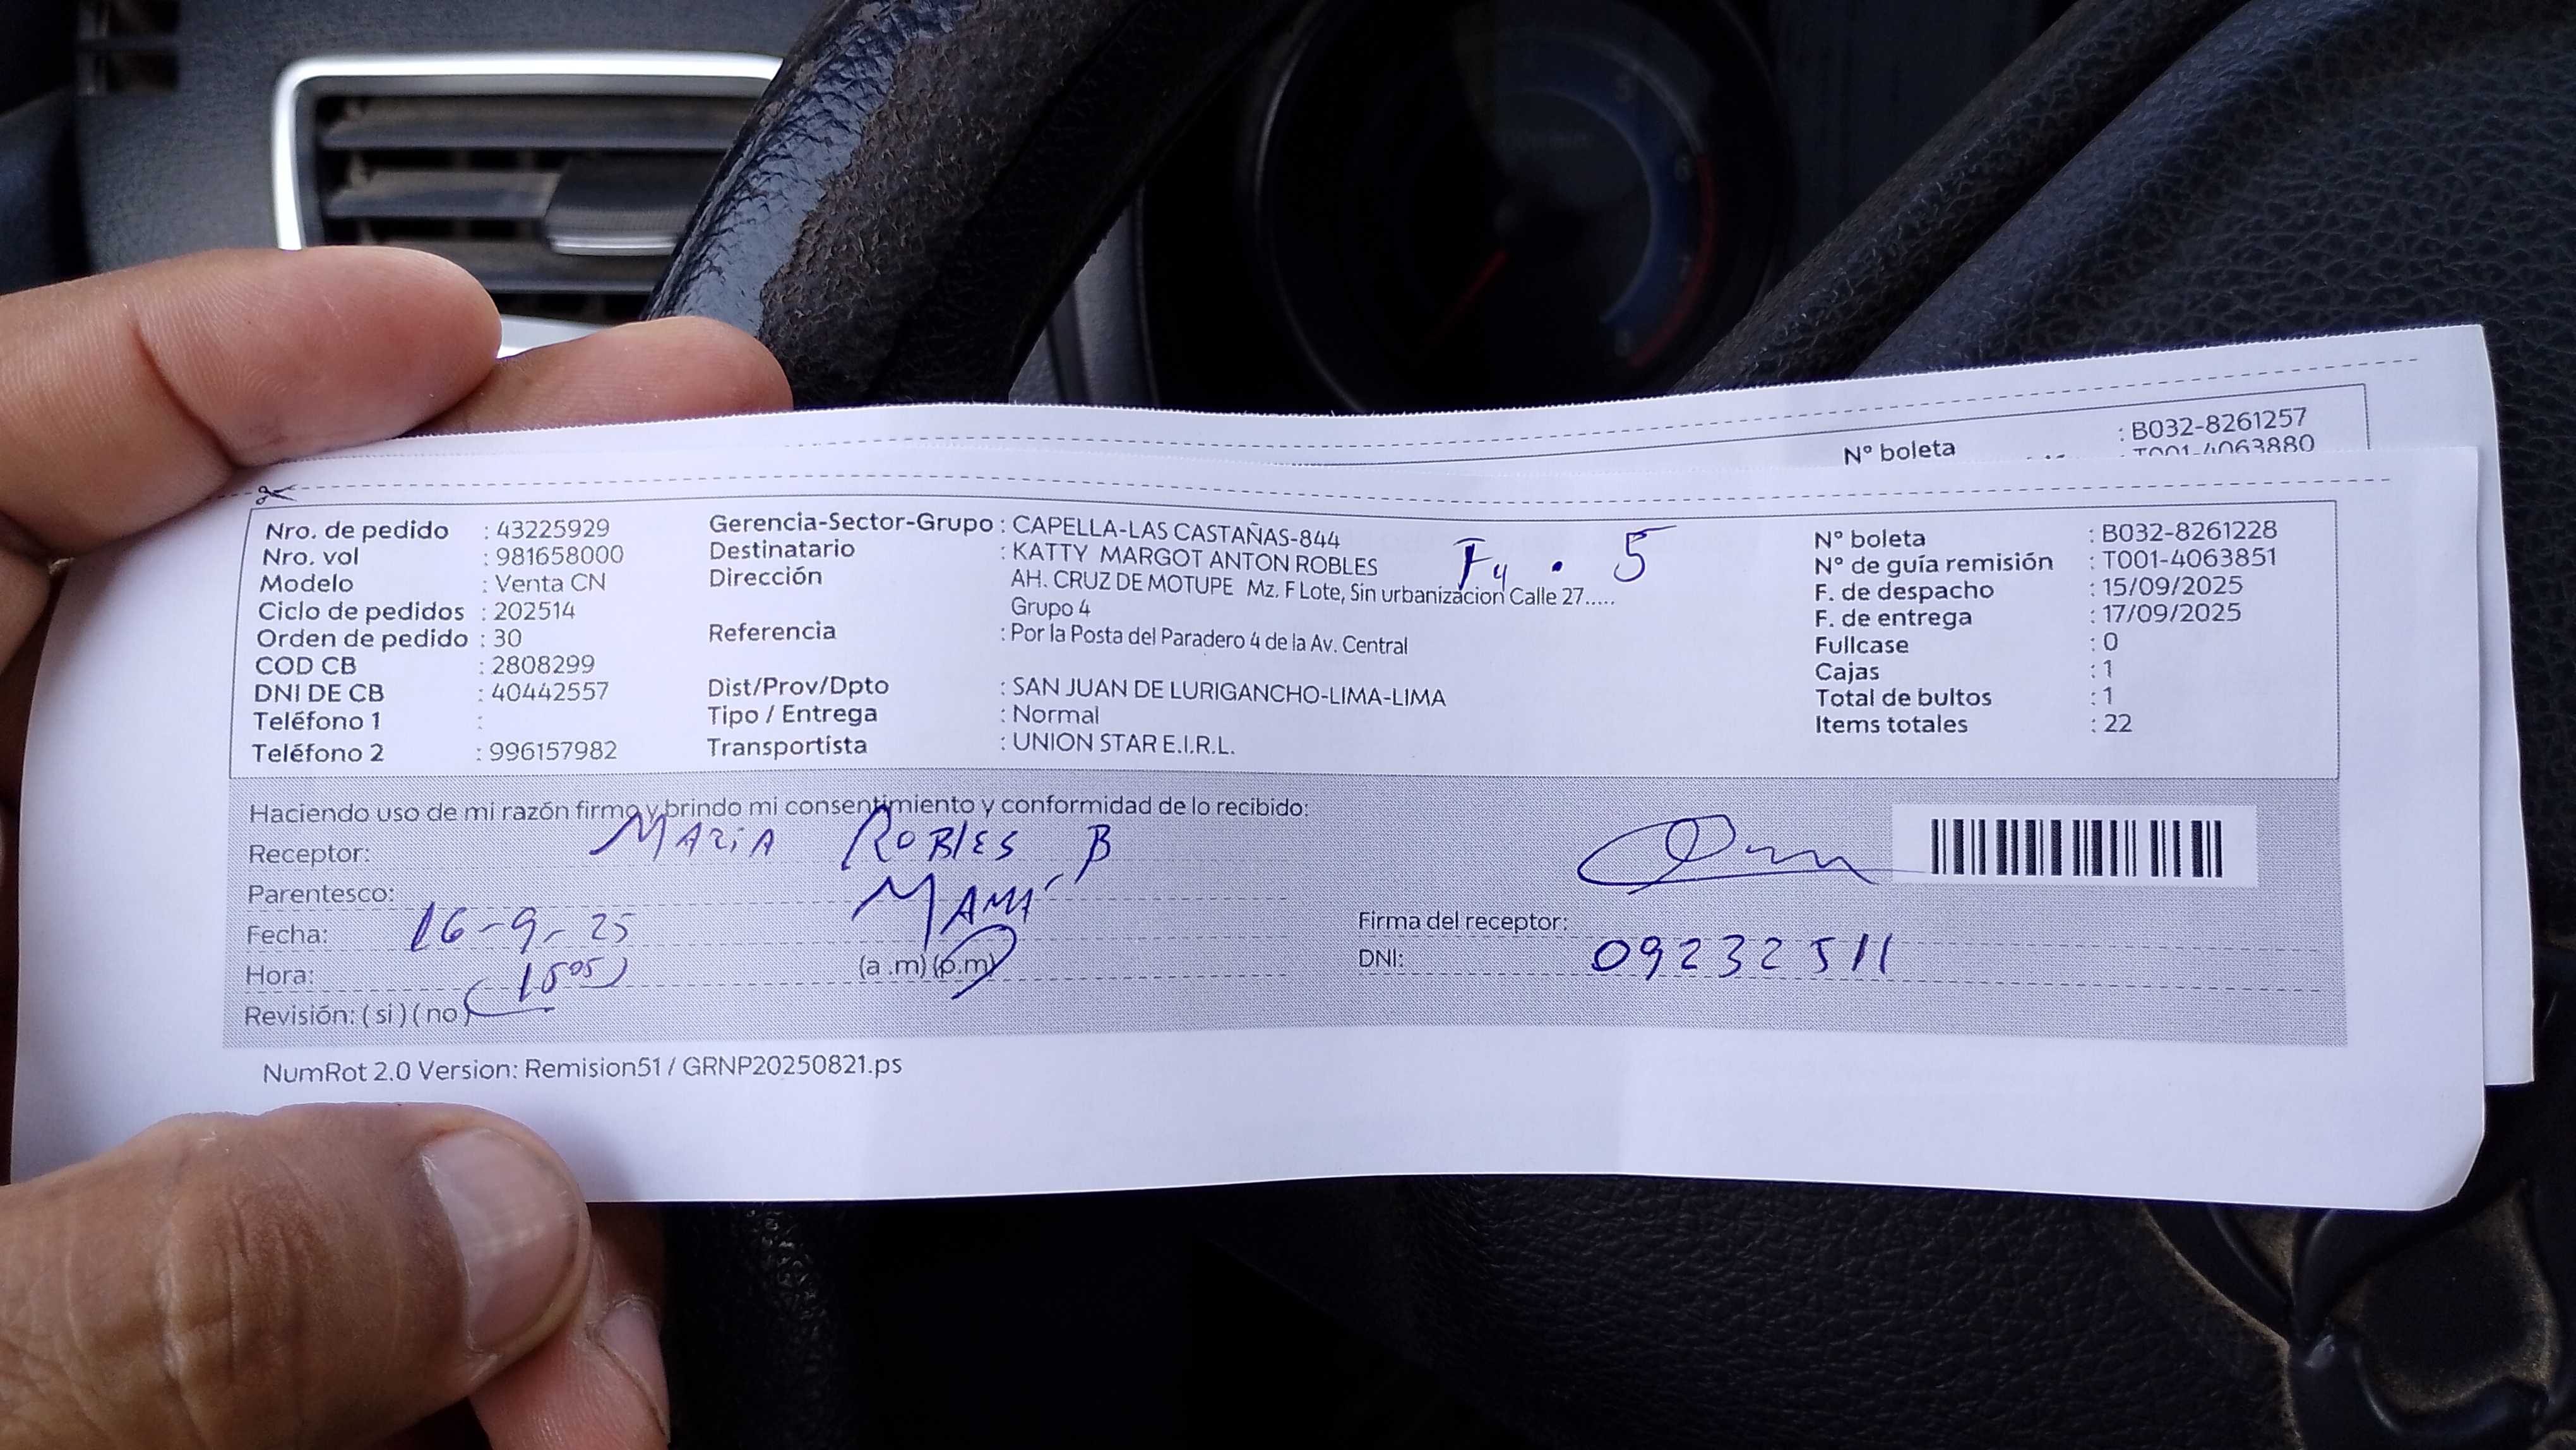 Nº boleta : B032-8261257
T001-4063880
Nro. de pedido : 43225929
Nro. vol : 981658000
Modelo : Venta CN
Ciclo de pedidos : 202514
Orden de pedido : 30
COD CB : 2808299
DNI DE CB : 40442557
Teléfono 1 :
Teléfono 2 : 996157982
Gerencia-Sector-Grupo : CAPELLA-LAS CASTAÑAS-844
Destinatario : KATTY MARGOT ANTON ROBLES
Dirección AH. CRUZ DE MOTUPE Mz. F Lote, Sin urbanizacion Calle 27.....
Grupo 4
Referencia : Por la Posta del Paradero 4 de la Av. Central
Dist/Prov/Dpto : SAN JUAN DE LURIGANCHO-LIMA-LIMA
Tipo / Entrega : Normal
Transportista : UNION STAR E.I.R.L.
5
Nº boleta : B032-8261228
Nº de guía remisión : T001-4063851
F. de despacho : 15/09/2025
F. de entrega : 17/09/2025
Fullcase : 0
Cajas : 1
Total de bultos : 1
Items totales : 22
Haciendo uso de mi razón firmo y brindo mi consentimiento y conformidad de lo recibido:
Receptor: MARIA ROBLES B
Parentesco: MAMÁ
Fecha: 16-9-25
Hora: 15 05 (a .m) (p.m)
Revisión: ( si ) ( no )
Firma del receptor:
DNI: 09232511
NumRot 2.0 Version: Remision51 / GRNP20250821.ps